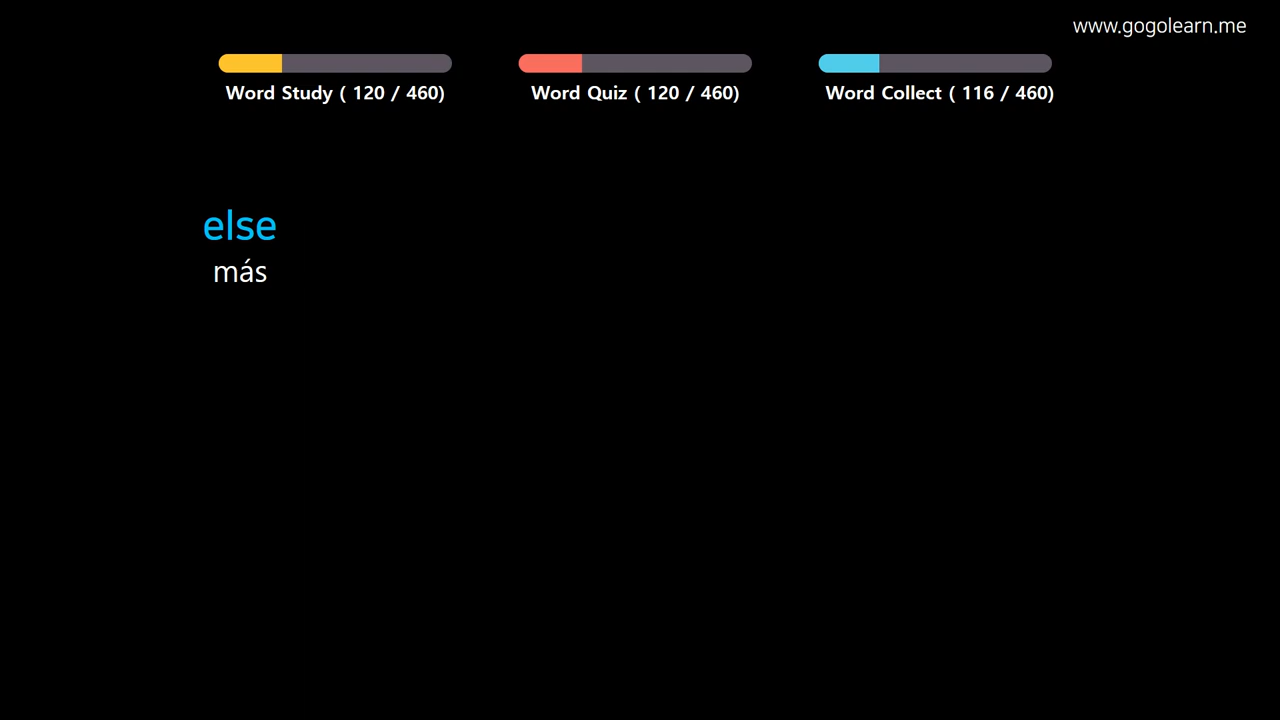 www.gogolearn.me
Word Study ( 120 / 460)
Word Quiz ( 120 / 460)
Word Collect ( 116 / 460)
else
más